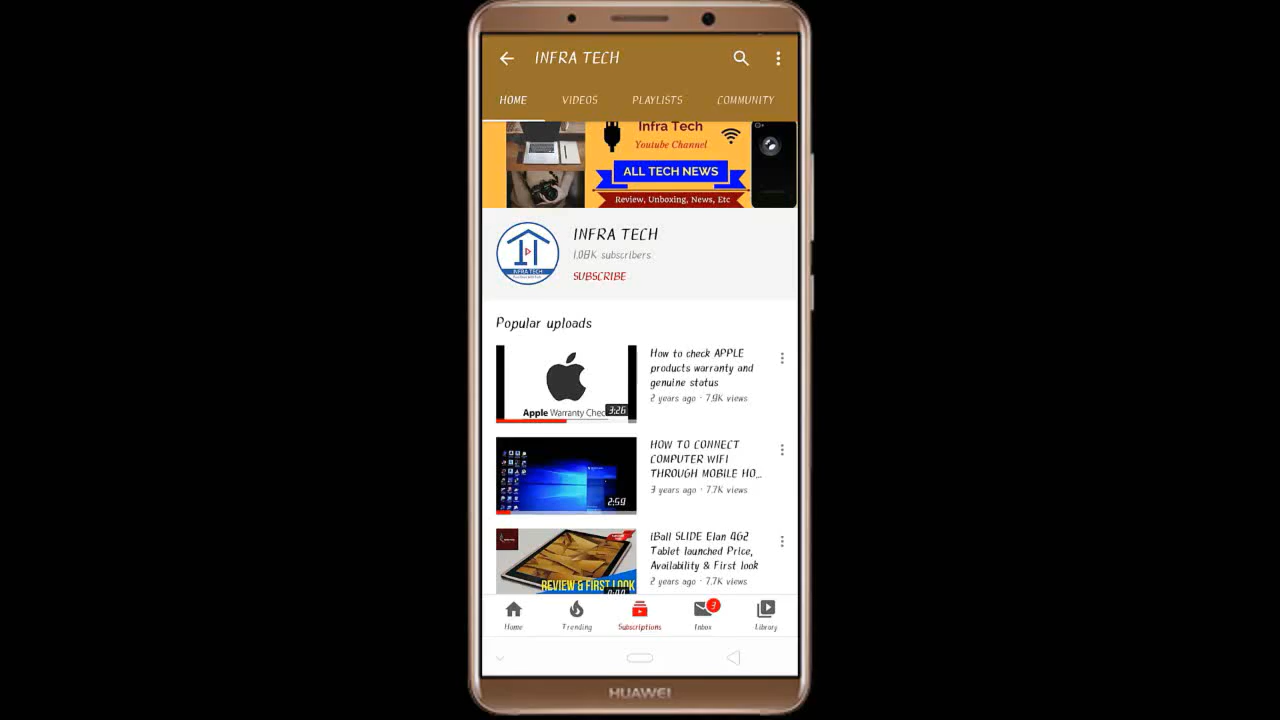 INFRA TECH
HOME VIDEOS PLAYLISTS COMMUNITY
Infra Tech
Youtube Channel
ALL TECH NEWS
Review, Unboxing, News, Etc
INFRA TECH
1.08K subscribers
SUBSCRIBE
INFRA TECH
Popular uploads
How to check APPLE
products warranty and
genuine status
2 years ago · 7.9K views
Apple Warranty Chec
3:26
HOW TO CONNECT
COMPUTER WIFI
THROUGH MOBILE HO...
3 years ago · 7.7K views
2:59
iBall SLIDE Elan 4G2
Tablet launched Price,
Availability & First look
2 years ago · 7.7K views
REVIEW & FIRST LOOK
Home Trending Subscriptions Inbox Library
HUAWEI